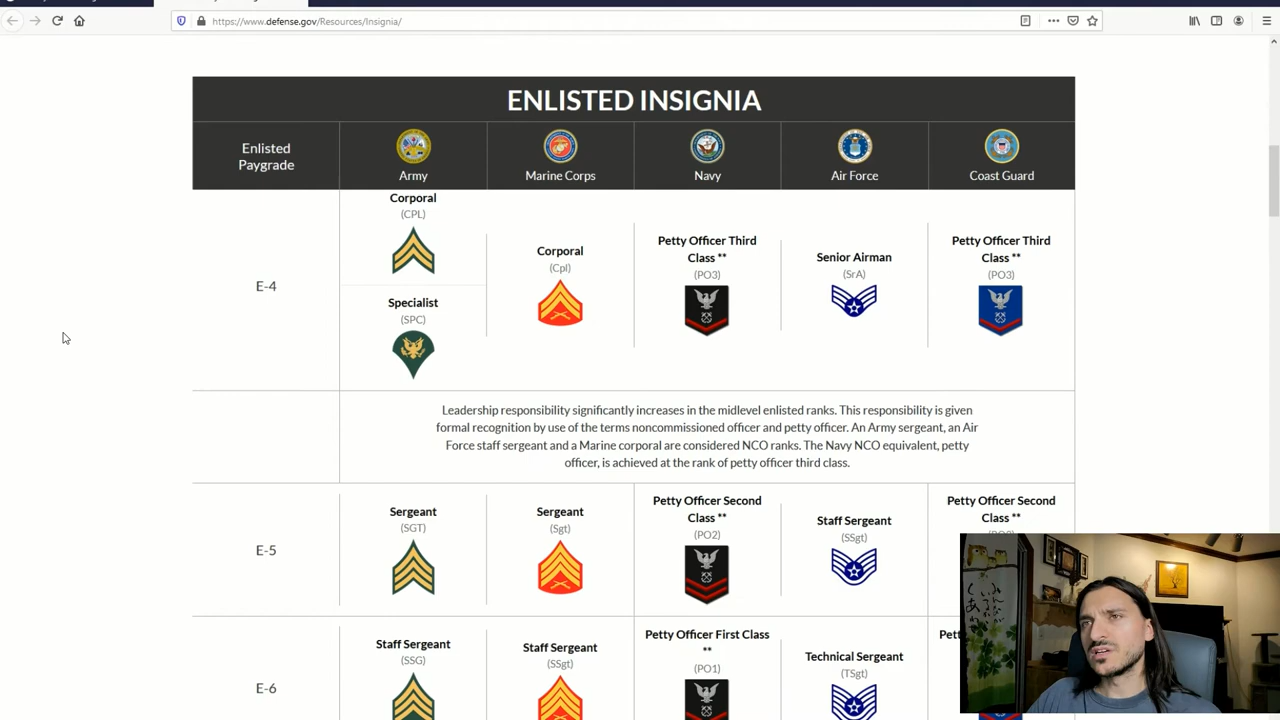 https://www.defense.gov/Resources/Insignia/
ENLISTED INSIGNIA
Enlisted
Paygrade
Army
Marine Corps
Navy
Air Force
Coast Guard
E-4
Corporal
(CPL)
Specialist
(SPC)
Corporal
(Cpl)
Petty Officer Third
Class **
(PO3)
Senior Airman
(SrA)
Petty Officer Third
Class **
(PO3)
Leadership responsibility significantly increases in the midlevel enlisted ranks. This responsibility is given
formal recognition by use of the terms noncommissioned officer and petty officer. An Army sergeant, an Air
Force staff sergeant and a Marine corporal are considered NCO ranks. The Navy NCO equivalent, petty
officer, is achieved at the rank of petty officer third class.
E-5
Sergeant
(SGT)
Sergeant
(Sgt)
Petty Officer Second
Class **
(PO2)
Staff Sergeant
(SSgt)
Petty Officer Second
Class **
E-6
Staff Sergeant
(SSG)
Staff Sergeant
(SSgt)
Petty Officer First Class
**
(PO1)
Technical Sergeant
(TSgt)